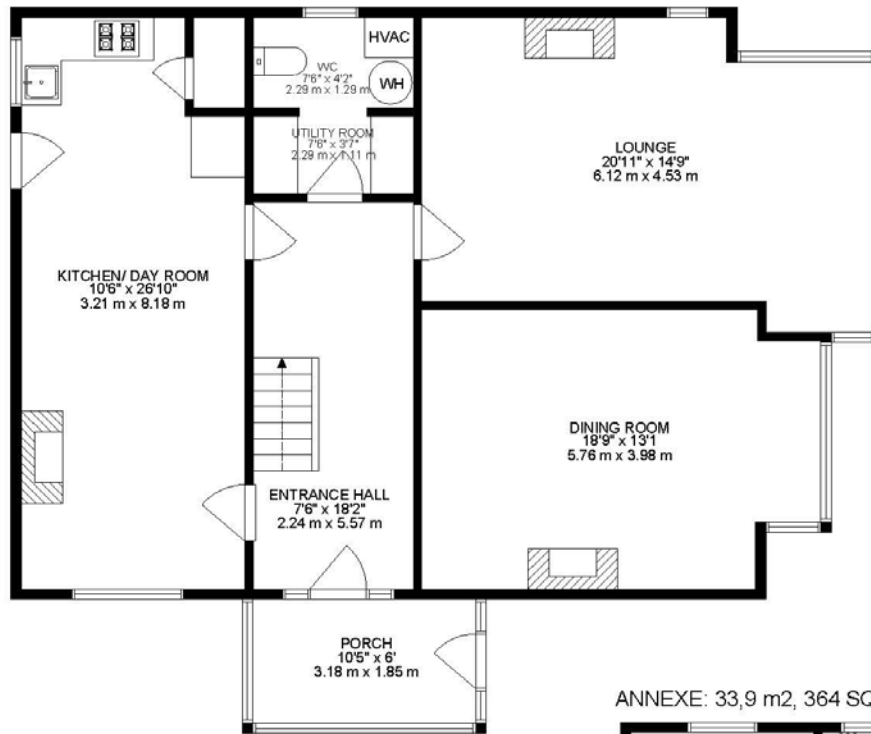 HVAC
WC
7'6" x 4'2"
2.29 m x 1.29 m
WH
UTILITY ROOM
7'6" x 3'7"
2.29 m x 1.11 m
LOUNGE
20'11" x 14'9"
6.12 m x 4.53 m
KITCHEN/ DAY ROOM
10'6" x 26'10"
3.21 m x 8.18 m
DINING ROOM
18'9" x 13'1
5.76 m x 3.98 m
ENTRANCE HALL
7'6" x 18'2"
2.24 m x 5.57 m
PORCH
10'5" x 6'
3.18 m x 1.85 m
ANNEXE: 33,9 m2, 364 SQ